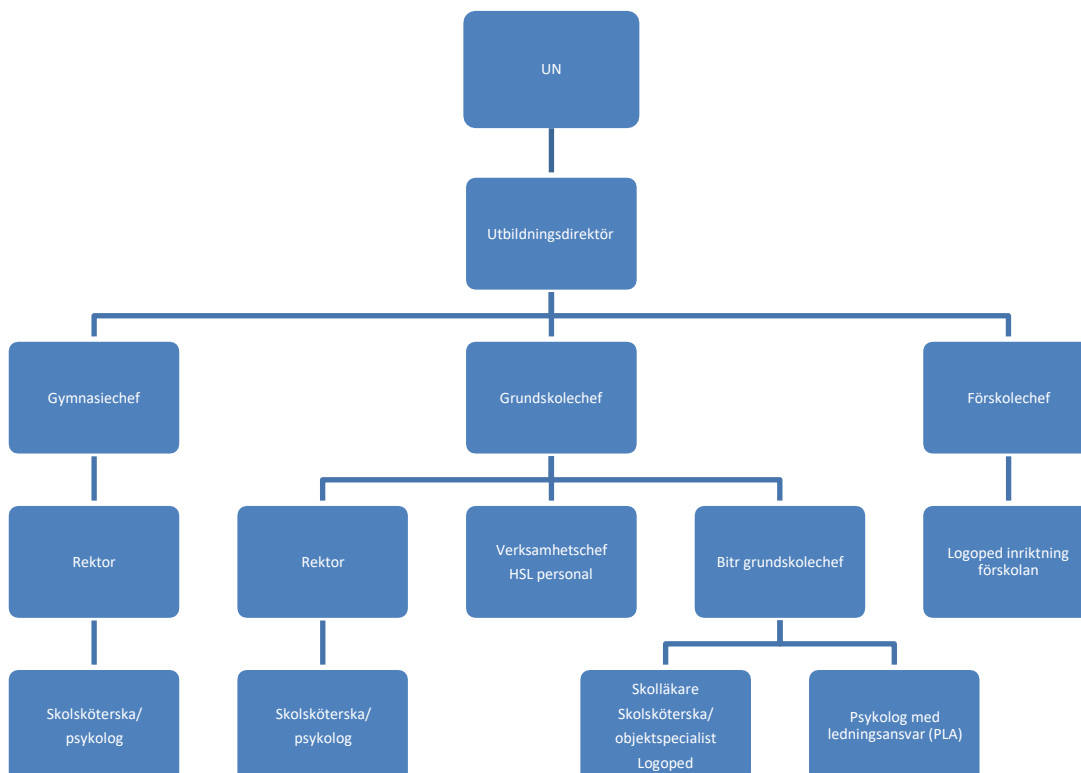 UN
Utbildningsdirektör
Gymnasiechef
Grundskolechef
Förskolechef
Rektor
Rektor
Verksamhetschef
HSL personal
Bitr grundskolechef
Logoped inriktning
förskolan
Skolsköterska/
psykolog
Skolsköterska/
psykolog
Skolläkare
Skolsköterska/
objektspecialist
Logoped
Psykolog med
ledningsansvar (PLA)